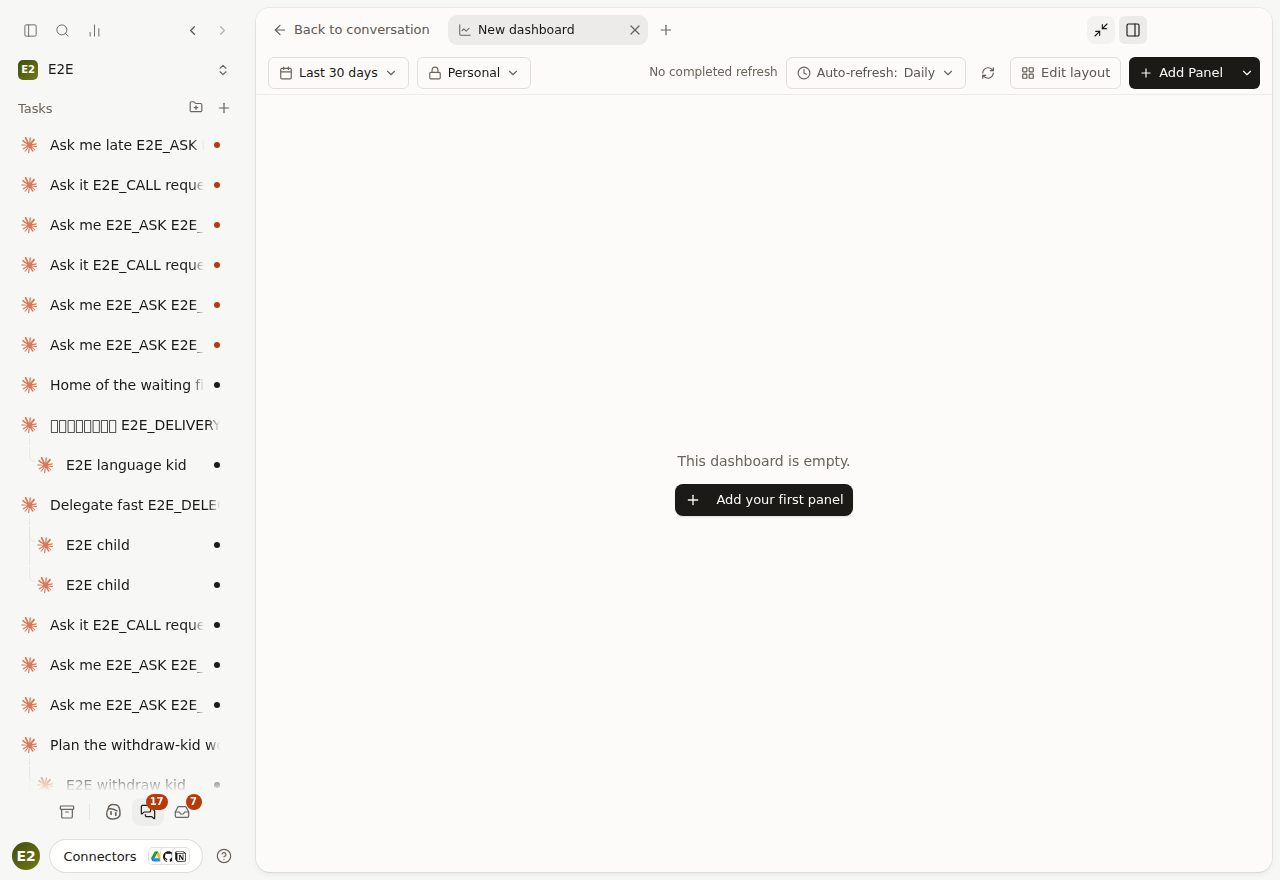 Back to conversation
New dashboard
E2 E2E
Last 30 days
Personal
No completed refresh
Auto-refresh: Daily
Edit layout
Add Panel
Tasks
Ask me late E2E_ASK
Ask it E2E_CALL reque
Ask me E2E_ASK E2E_
Ask it E2E_CALL reque
Ask me E2E_ASK E2E_
Ask me E2E_ASK E2E_
Home of the waiting fi
E2E_DELIVERY
E2E language kid
Delegate fast E2E_DELE
E2E child
E2E child
Ask it E2E_CALL reque
Ask me E2E_ASK E2E_
Ask me E2E_ASK E2E_
Plan the withdraw-kid w
E2E withdraw kid
This dashboard is empty.
Add your first panel
17
7
E2
Connectors